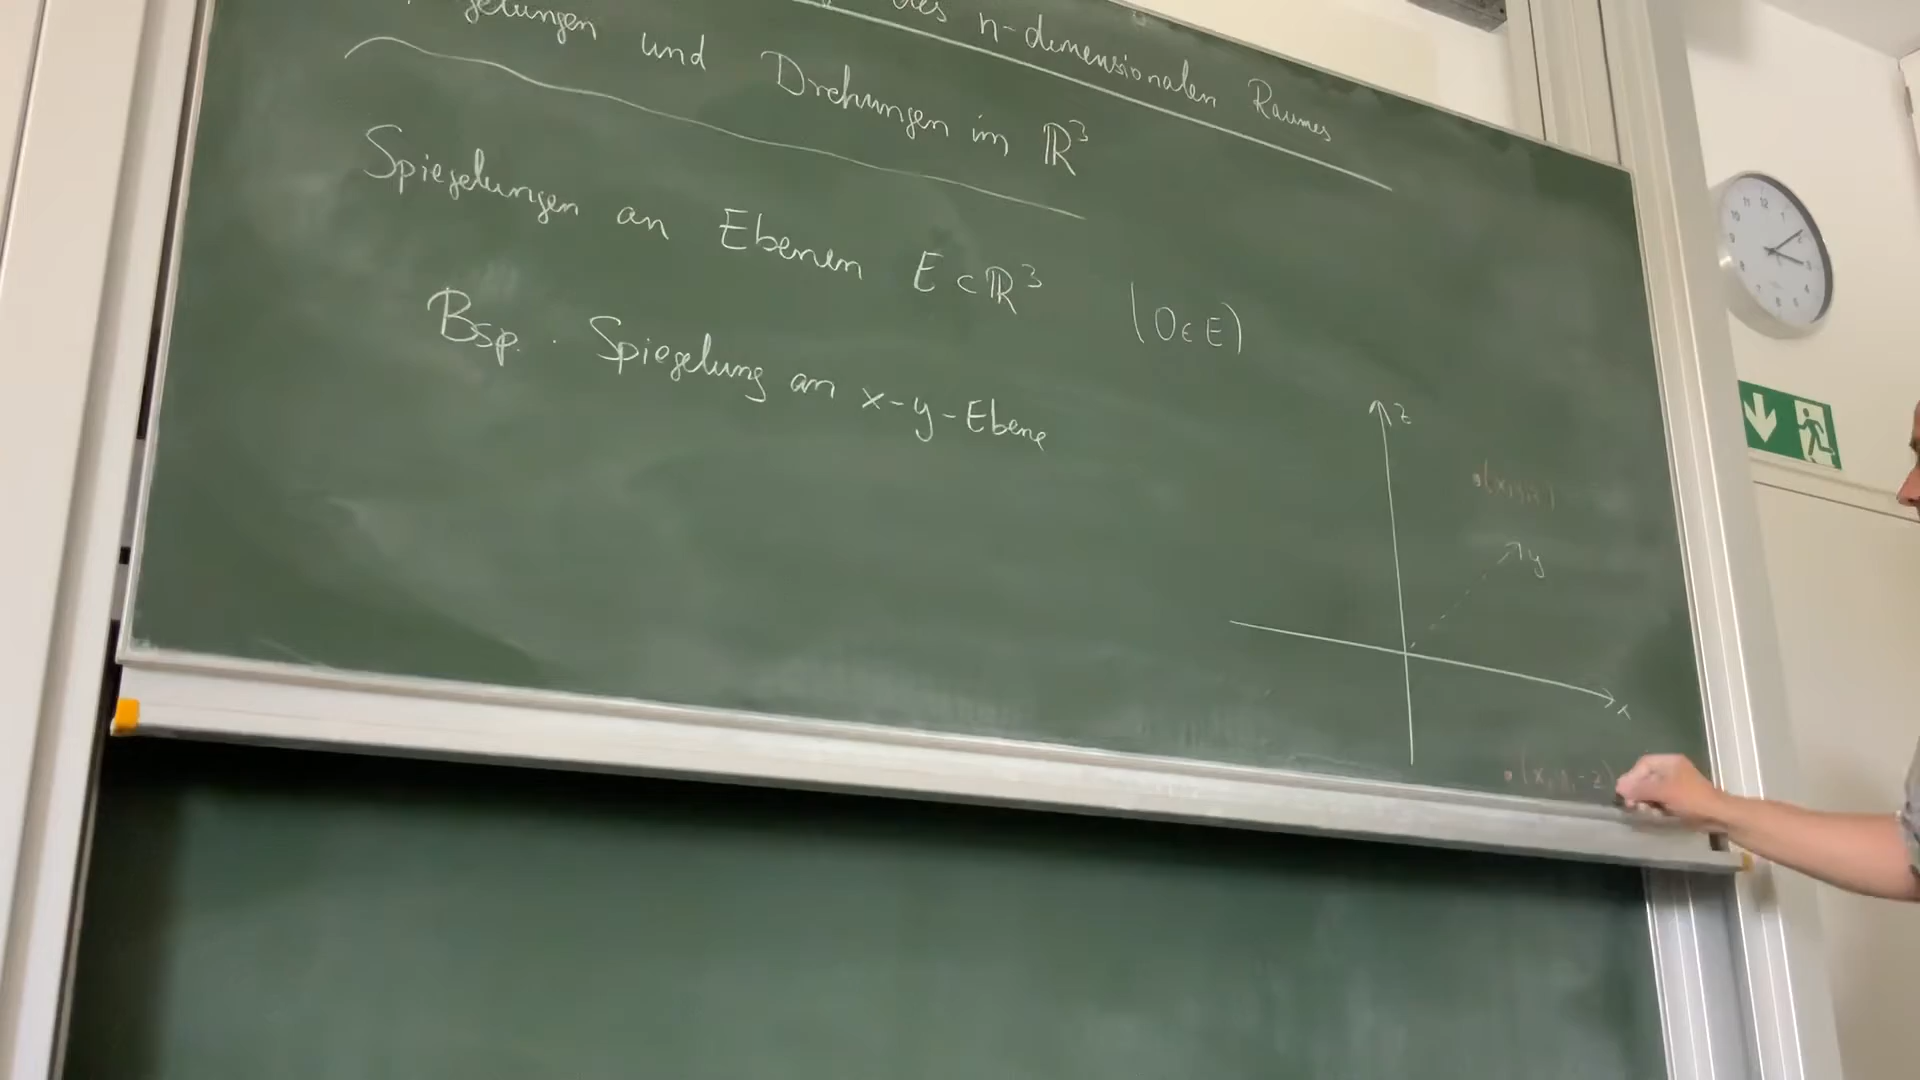 des n-dimensionalen Raumes
gelungen und Drehungen im ℝ³
Spiegelungen an Ebenen E ⊂ ℝ³ (0 ∈ E)
Bsp. · Spiegelung an x-y-Ebene
z
(x,y,z)
y
x
(x,y,-z)